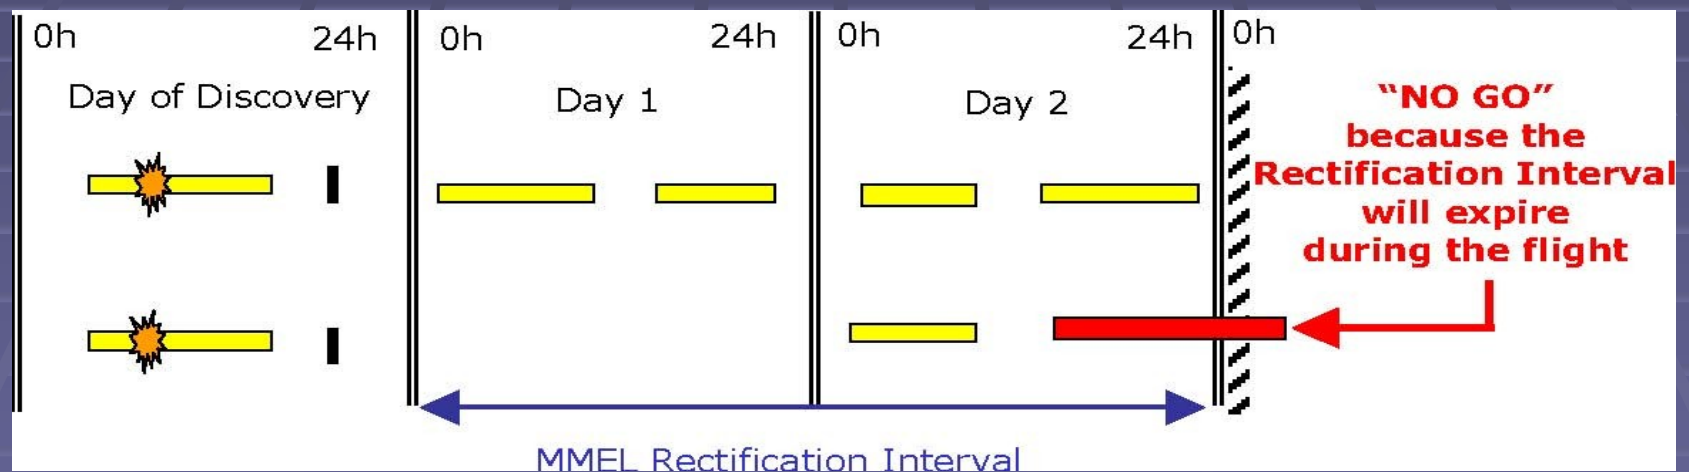 0h 24h 0h 24h 0h 24h 0h
Day of Discovery Day 1 Day 2
“NO GO”
because the
Rectification Interval
will expire
during the flight
MMEL Rectification Interval